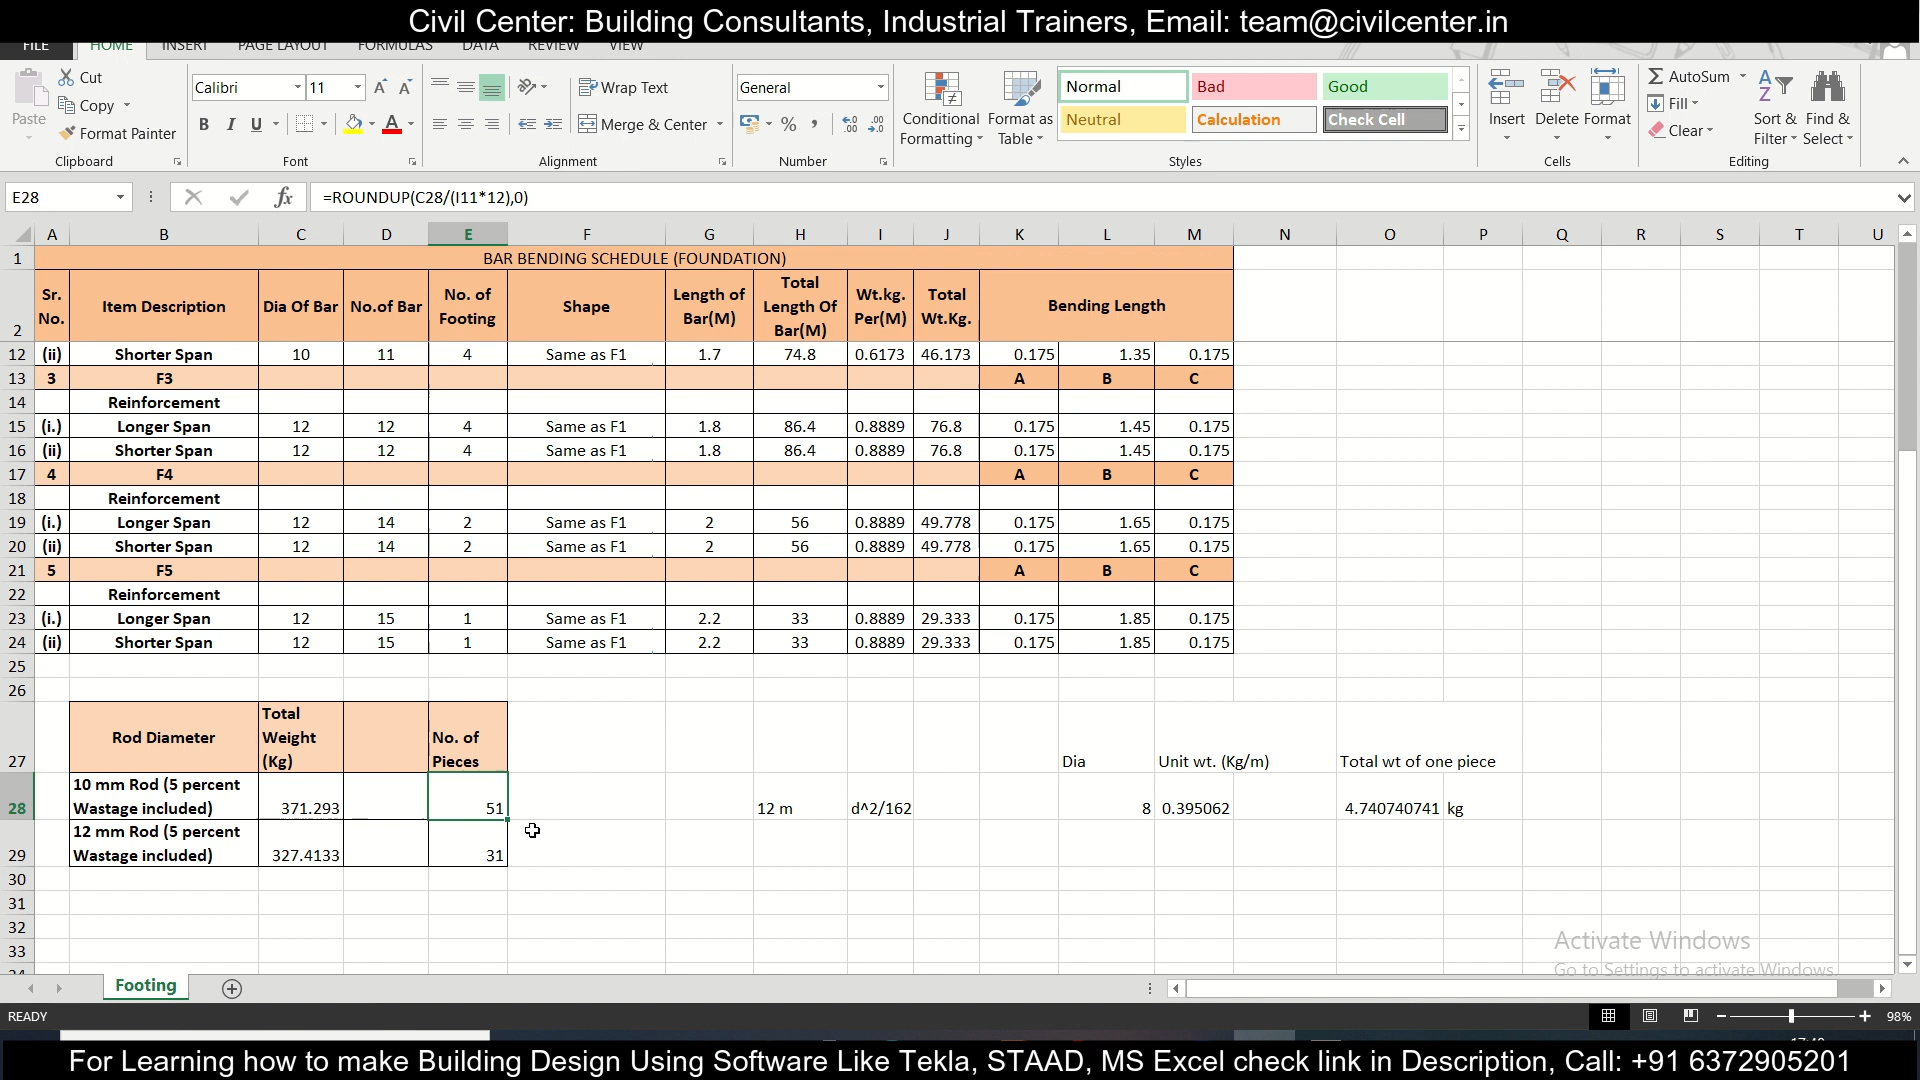 Civil Center: Building Consultants, Industrial Trainers, Email: team@civilcenter.in
FILE HOME INSERT PAGE LAYOUT FORMULAS DATA REVIEW VIEW
Paste
Cut
Copy
Format Painter
Clipboard
Calibri 11
B I U
Font
Wrap Text
Merge & Center
Alignment
General
Number
Conditional Formatting
Format as Table
Normal Bad Good
Neutral Calculation Check Cell
Styles
Insert Delete Format
Cells
AutoSum
Fill
Clear
Sort & Filter
Find & Select
Editing
E28 =ROUNDUP(C28/(I11*12),0)
A B C D E F G H I J K L M N O P Q R S T U
1 BAR BENDING SCHEDULE (FOUNDATION)
2 Sr. No. Item Description Dia Of Bar No.of Bar No. of Footing Shape Length of Bar(M) Total Length Of Bar(M) Wt.kg. Per(M) Total Wt.Kg. Bending Length
12 (ii) Shorter Span 10 11 4 Same as F1 1.7 74.8 0.6173 46.173 0.175 1.35 0.175
13 3 F3 A B C
14 Reinforcement
15 (i.) Longer Span 12 12 4 Same as F1 1.8 86.4 0.8889 76.8 0.175 1.45 0.175
16 (ii) Shorter Span 12 12 4 Same as F1 1.8 86.4 0.8889 76.8 0.175 1.45 0.175
17 4 F4 A B C
18 Reinforcement
19 (i.) Longer Span 12 14 2 Same as F1 2 56 0.8889 49.778 0.175 1.65 0.175
20 (ii) Shorter Span 12 14 2 Same as F1 2 56 0.8889 49.778 0.175 1.65 0.175
21 5 F5 A B C
22 Reinforcement
23 (i.) Longer Span 12 15 1 Same as F1 2.2 33 0.8889 29.333 0.175 1.85 0.175
24 (ii) Shorter Span 12 15 1 Same as F1 2.2 33 0.8889 29.333 0.175 1.85 0.175
25
26
27 Rod Diameter Total Weight (Kg) No. of Pieces Dia Unit wt. (Kg/m) Total wt of one piece
28 10 mm Rod (5 percent Wastage included) 371.293 51 12 m d^2/162 8 0.395062 4.740740741 kg
29 12 mm Rod (5 percent Wastage included) 327.4133 31
30
31
32
33
Activate Windows
Go to Settings to activate Windows.
Footing
READY 98%
For Learning how to make Building Design Using Software Like Tekla, STAAD, MS Excel check link in Description, Call: +91 6372905201